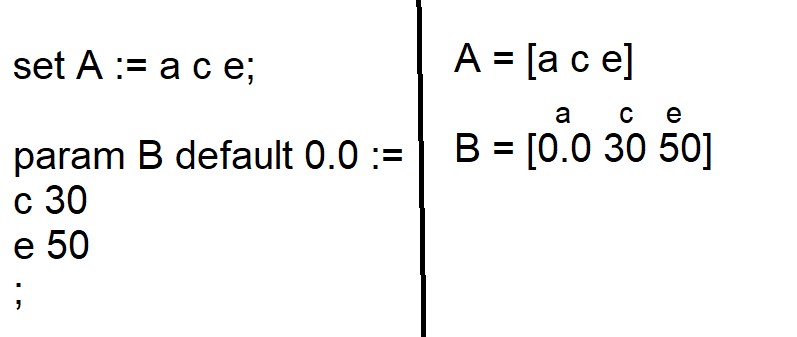 set A := a c e;
param B default 0.0 :=
c 30
e 50
;
A = [a c e]
a c e
B = [0.0 30 50]